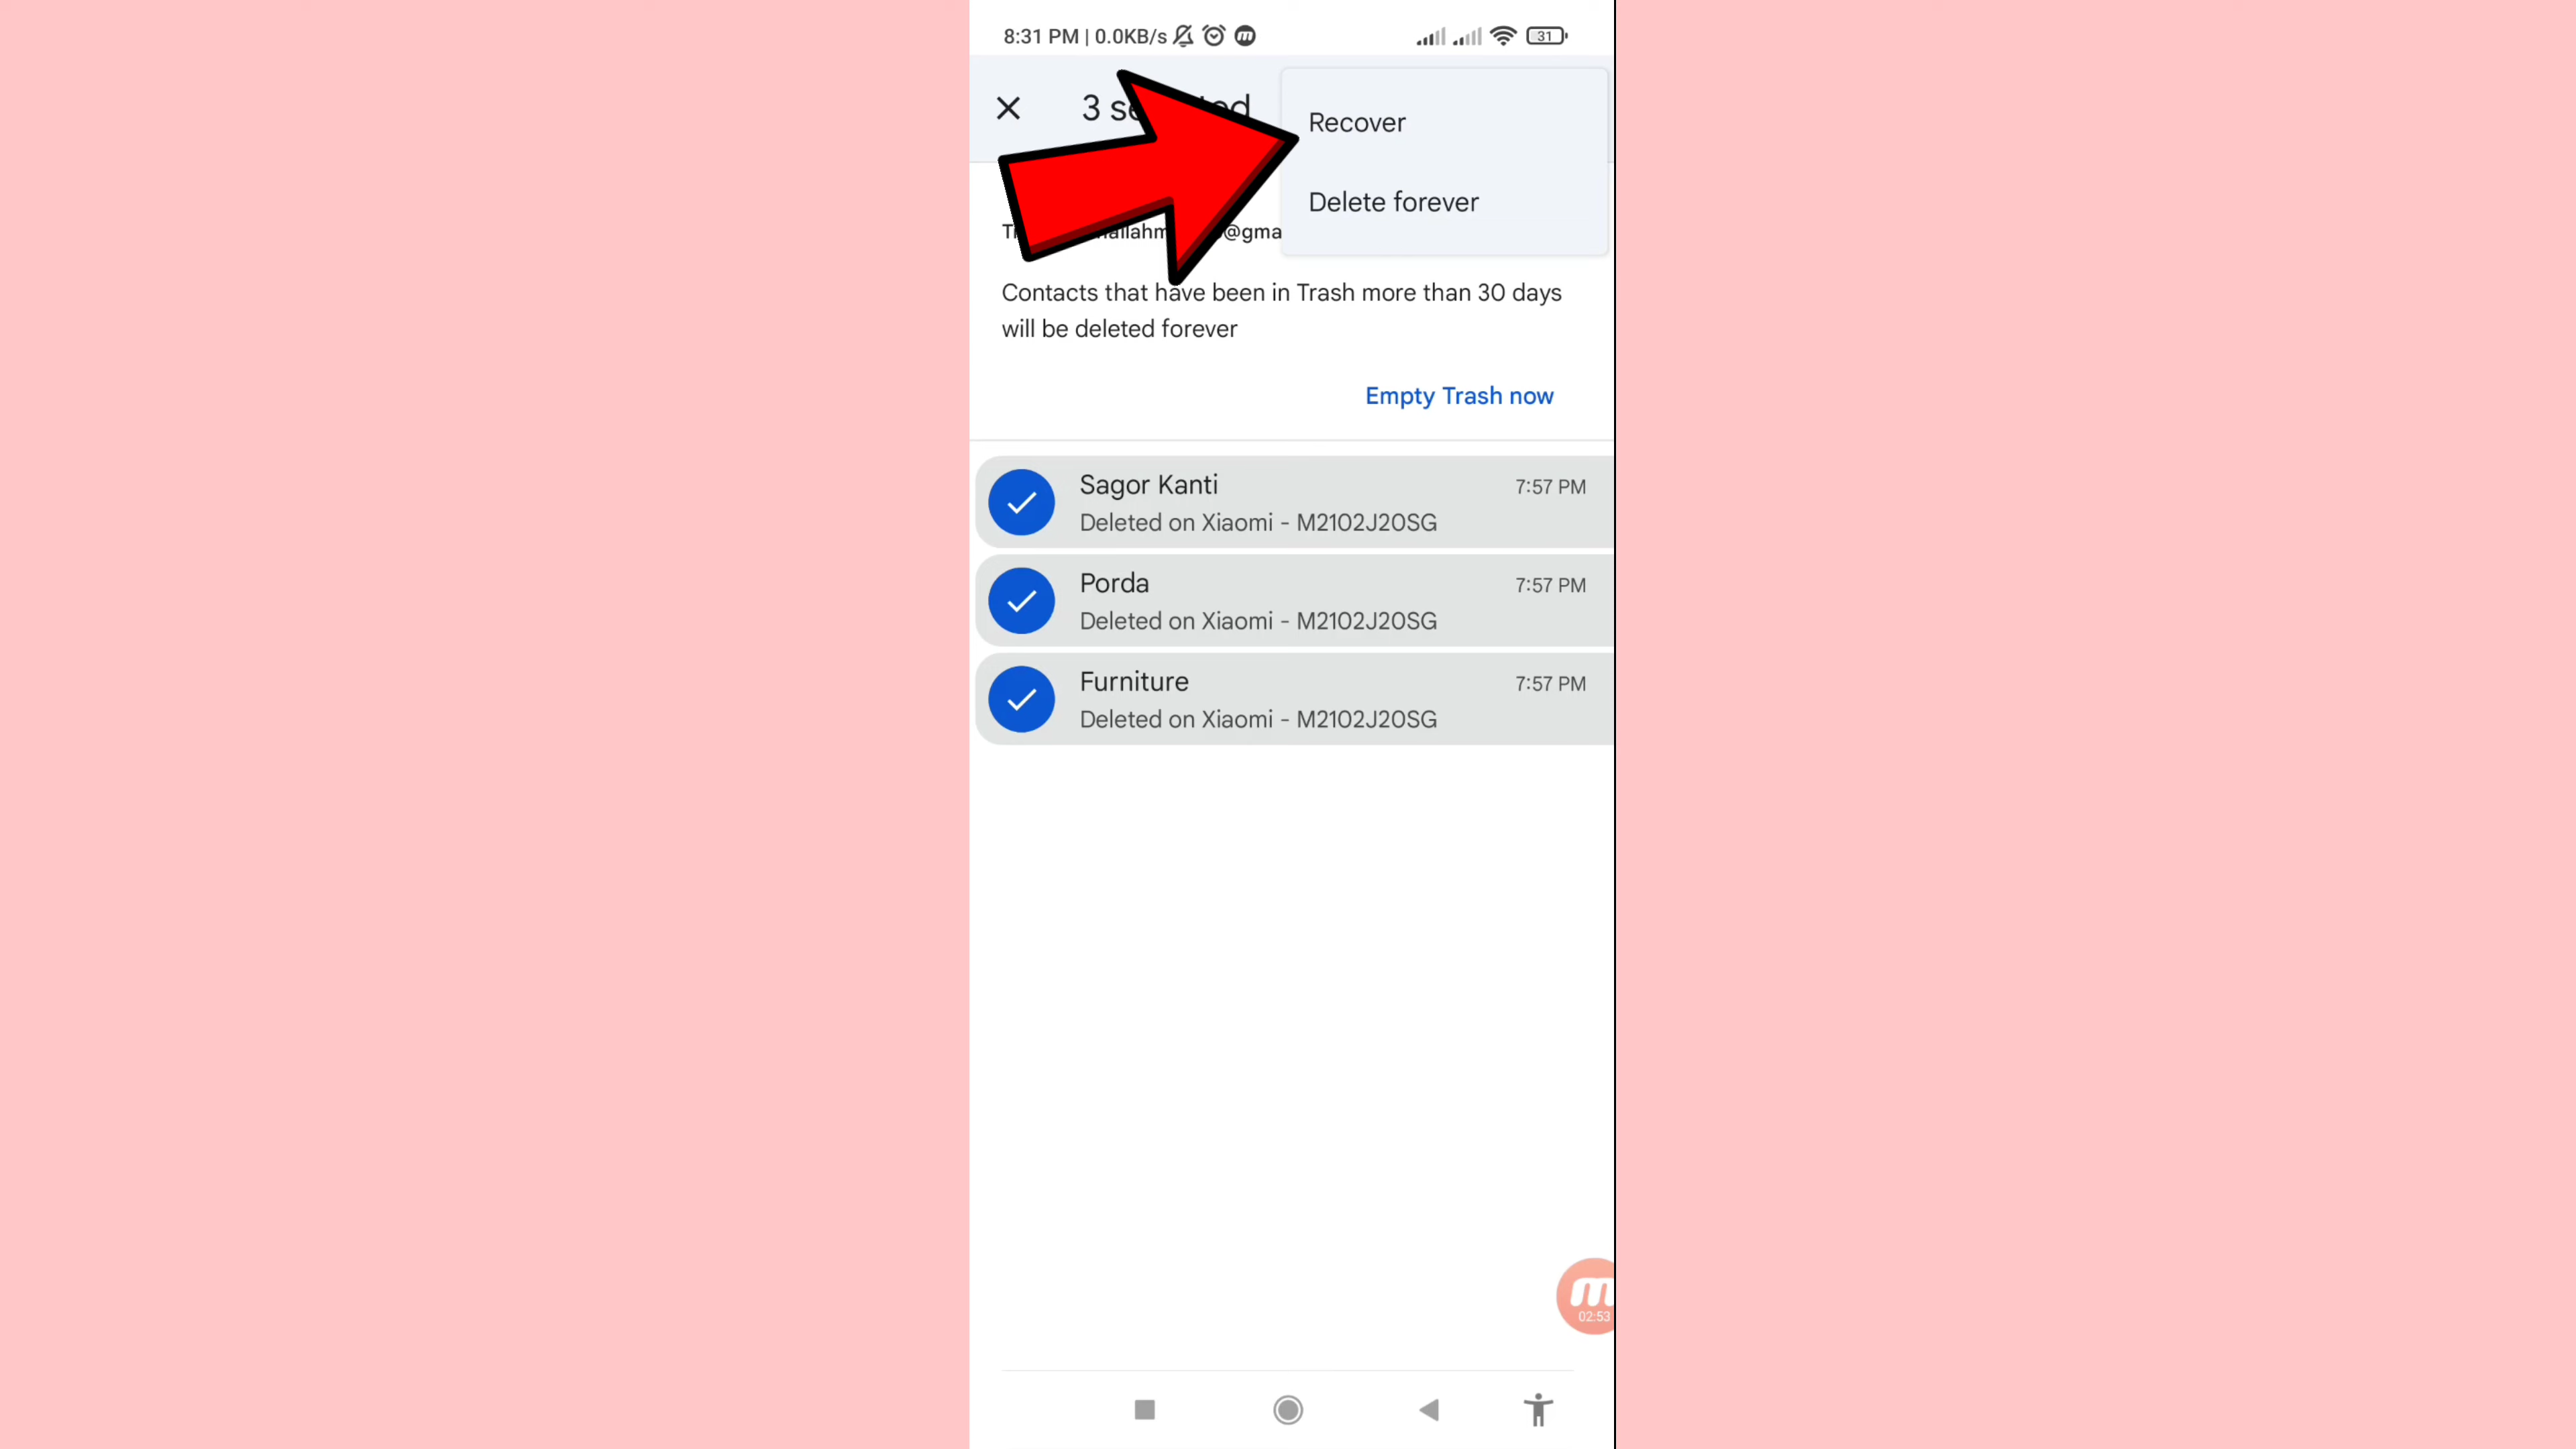 8:31 PM | 0.0KB/s
31
3
Recover
Delete forever
Contacts that have been in Trash more than 30 days
will be deleted forever
Empty Trash now
Sagor Kanti
7:57 PM
Deleted on Xiaomi - M2102J20SG
Porda
7:57 PM
Deleted on Xiaomi - M2102J20SG
Furniture
7:57 PM
Deleted on Xiaomi - M2102J20SG
02:53